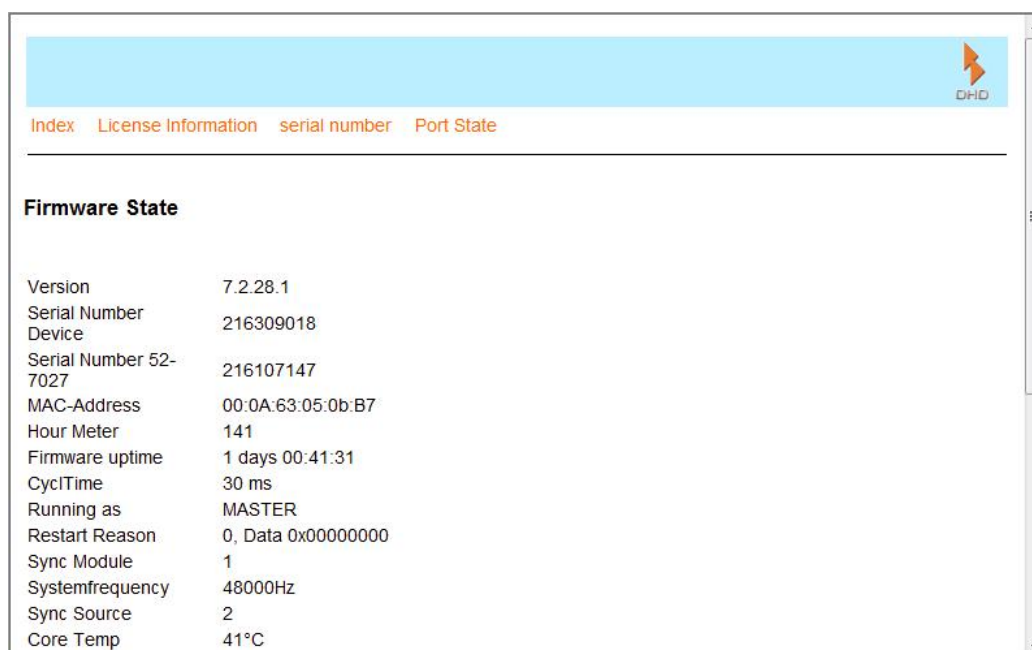 DHD
Index License Information serial number Port State
Firmware State
Version 7.2.28.1
Serial Number
Device 216309018
Serial Number 52-
7027 216107147
MAC-Address 00:0A:63:05:0b:B7
Hour Meter 141
Firmware uptime 1 days 00:41:31
CyclTime 30 ms
Running as MASTER
Restart Reason 0, Data 0x00000000
Sync Module 1
Systemfrequency 48000Hz
Sync Source 2
Core Temp 41°C